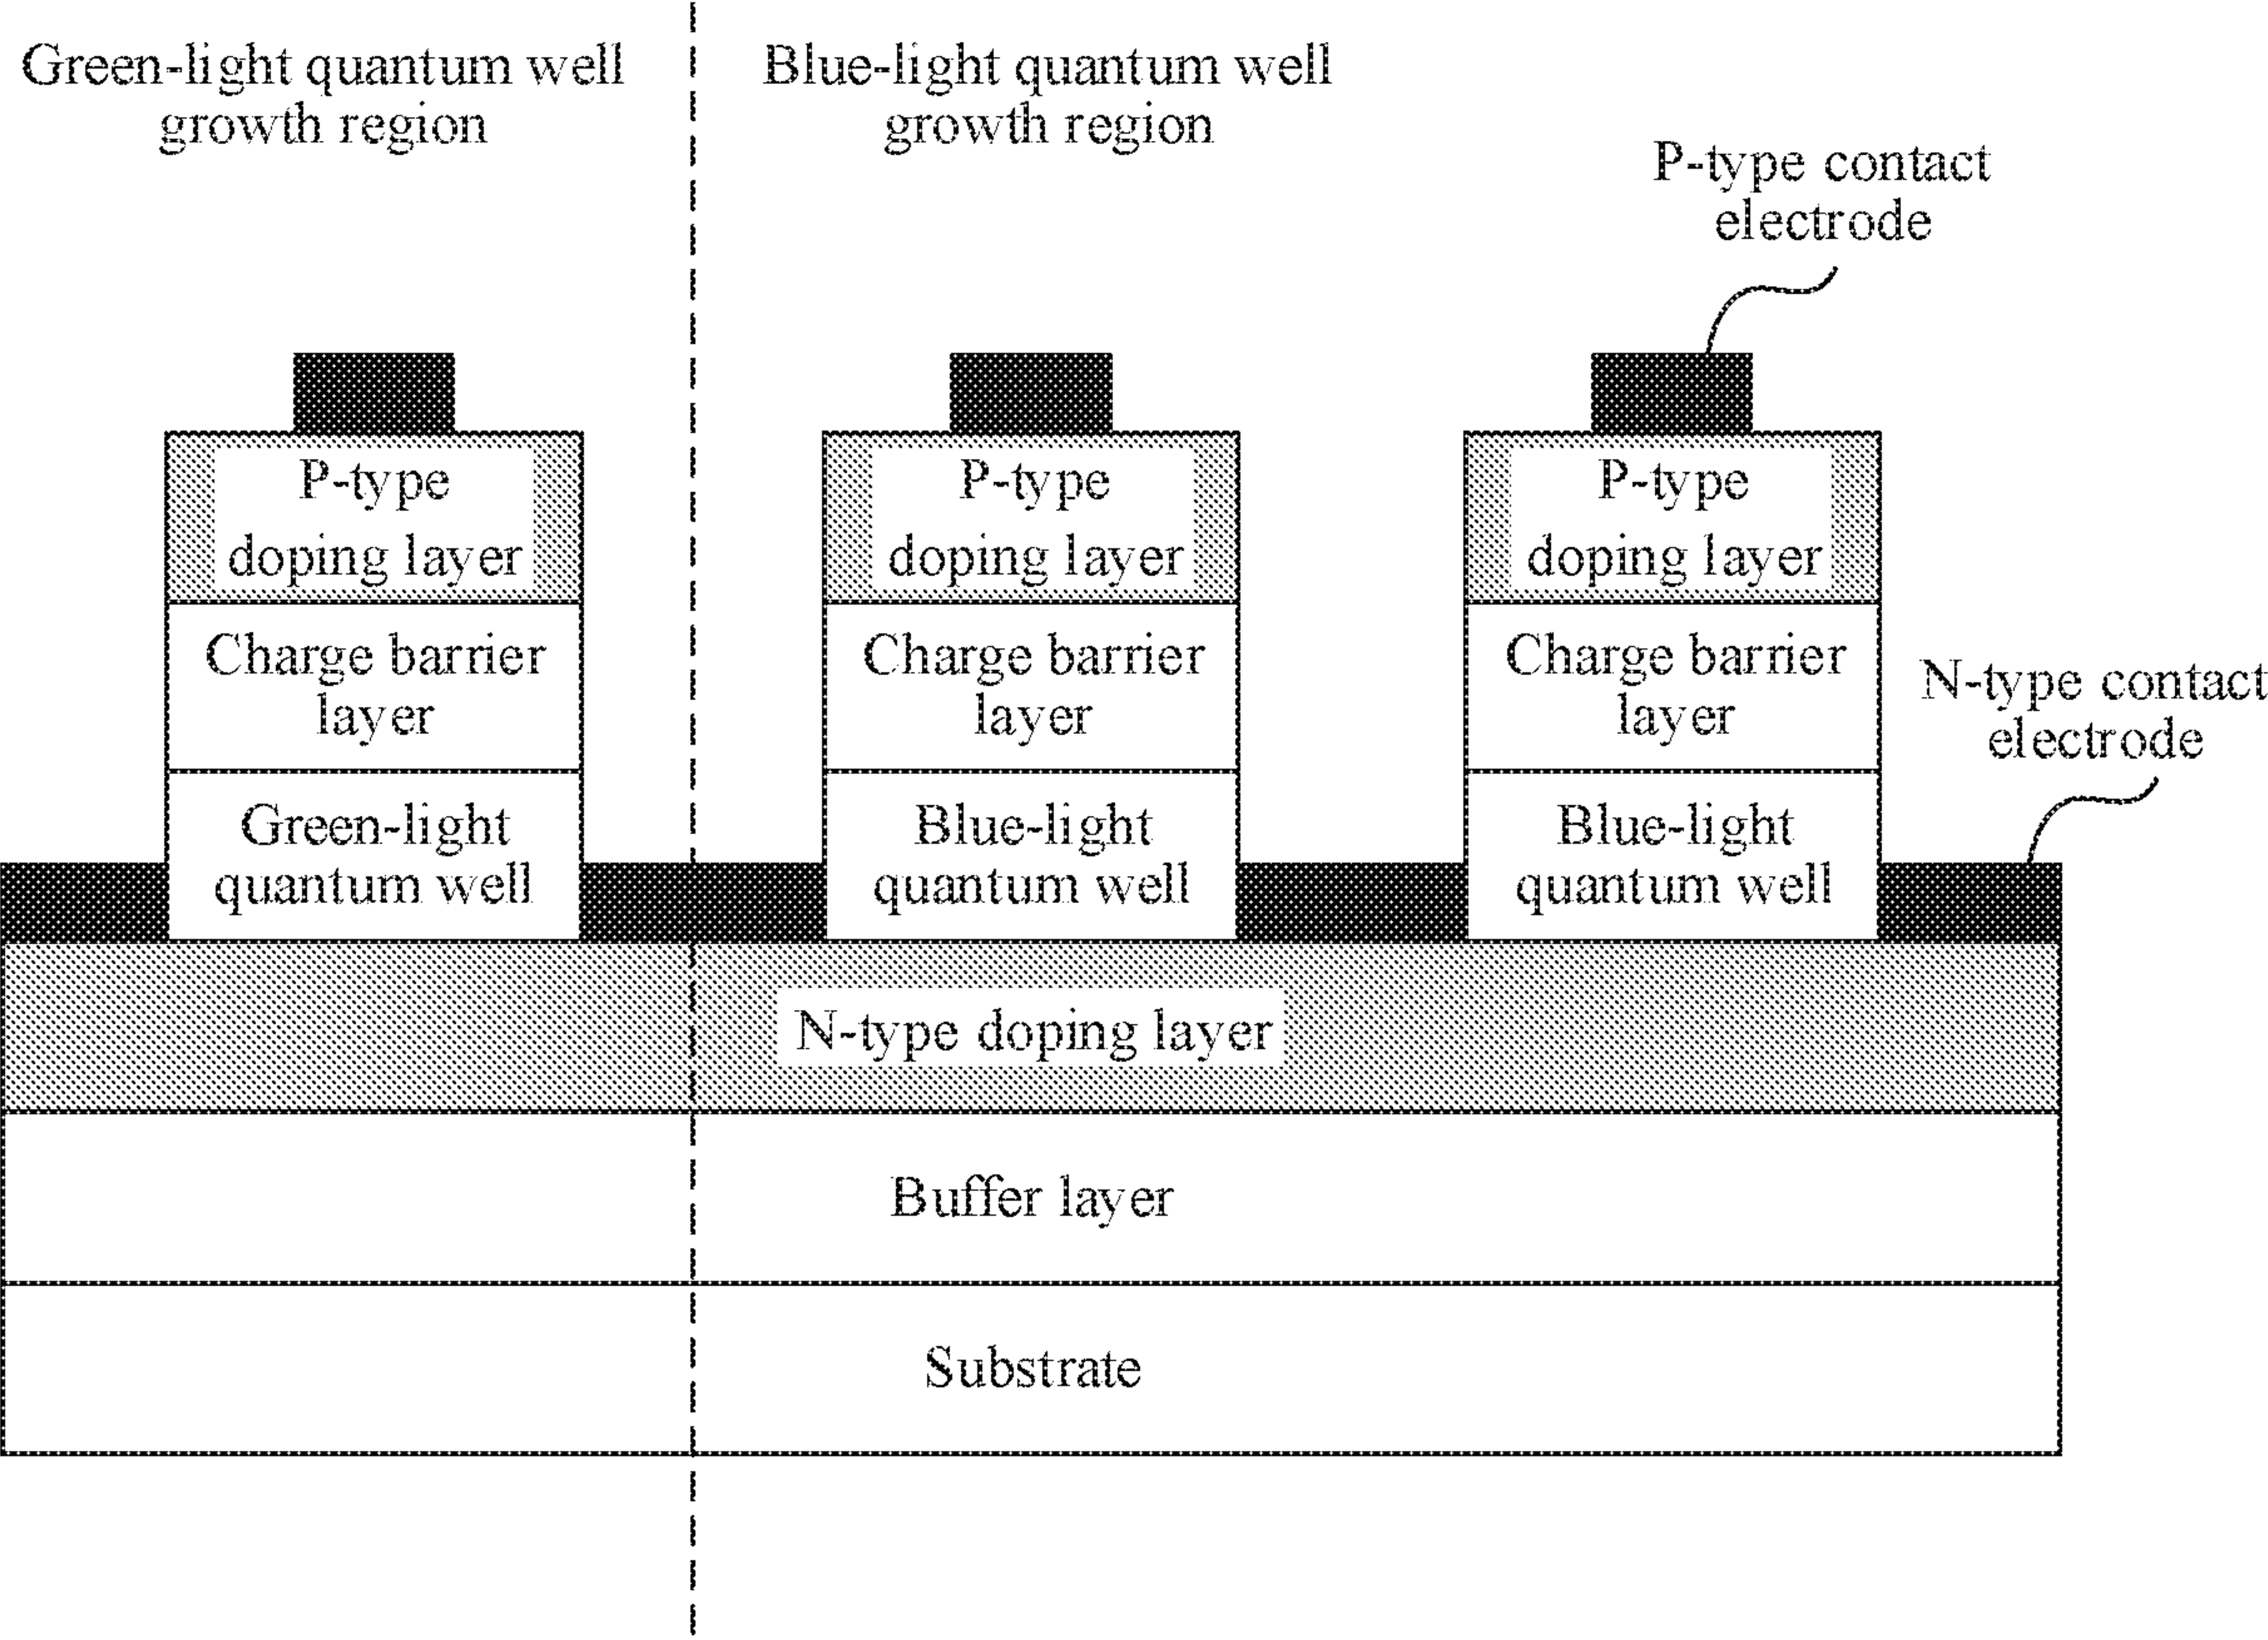 Green-light quantum well
growth region
Blue-light quantum well
growth region
P-type contact
electrode
P-type
doping layer
P-type
doping layer
P-type
doping layer
Charge barrier
layer
Charge barrier
layer
Charge barrier
layer
N-type contact
electrode
Green-light
quantum well
Blue-light
quantum well
Blue-light
quantum well
N-type doping layer
Buffer layer
Substrate